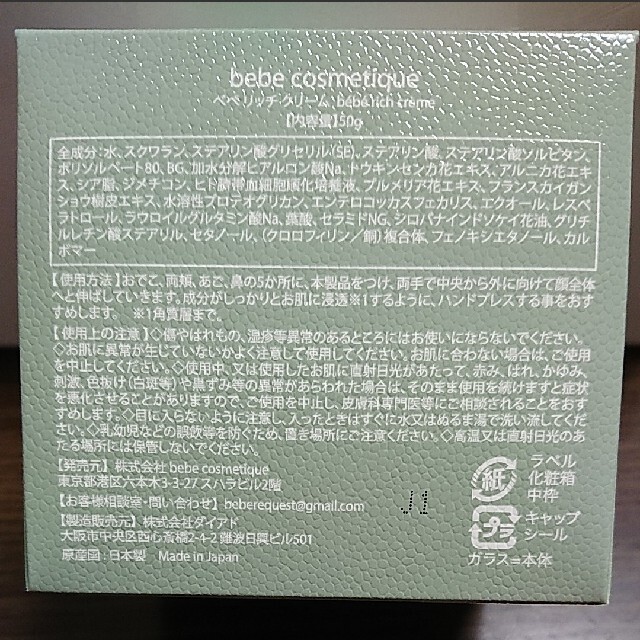 bebe cosmetique
べべ リッチ クリーム bébé rich crème
【内容量】50g
全成分:水、スクワラン、ステアリン酸グリセリル(SE)、ステアリン酸、ステアリン酸ソルビタン、
ポリソルベート80、BG、加水分解ヒアルロン酸Na、トウキンセンカ花エキス、アルニカ花エキ
ス、シア脂、ジメチコン、ヒト臍帯血細胞順化培養液、プルメリア花エキス、フランスカイガン
ショウ樹皮エキス、水溶性プロテオグリカン、エンテロコッカスフェカリス、エクオール、レスベ
ラトロール、ラウロイルグルタミン酸Na、葉酸、セラミドNG、シロバナインドソケイ花油、グリチ
ルレチン酸ステアリル、セタノール、(クロロフィリン/銅)複合体、フェノキシエタノール、カル
ボマー
【使用方法】おでこ、両頬、あご、鼻の5か所に、本製品をつけ、両手で中央から外に向けて顔全体
へと伸ばしていきます。成分がしっかりとお肌に浸透※1するように、ハンドプレスする事をおす
すめします。 ※1角質層まで。
【使用上の注意】◇傷やはれもの、湿疹等異常のあるところにはお使いにならないでください。
◇お肌に異常が生じていないかよく注意して使用してください。お肌に合わない場合は、ご使用
を中止してください。◇使用中、又は使用したお肌に直射日光があたって、赤み、はれ、かゆみ、
刺激、色抜け(白斑等)や黒ずみ等の異常があらわれた場合は、そのまま使用を続けますと症状
を悪化させることがありますので、ご使用を中止し、皮膚科専門医等にご相談されることをおす
すめします。◇目に入らないように注意し、入ったときはすぐに水又はぬるま湯で洗い流してくだ
さい。◇乳幼児などの誤飲等を防ぐため、置き場所にご注意ください。◇高温又は直射日光のあ
たる場所には保管しないでください。
【発売元】株式会社 bebe cosmetique
東京都港区六本木3-3-27 スハラビル2階
【お客様相談室・問い合わせ】beberequest@gmail.com
【製造販売元】株式会社ダイアド
大阪市中央区西心斎橋2-4-2 難波日興ビル501
原産国:日本製 Made in Japan
J1
紙
ラベル
化粧箱
中枠
プラ
キャップ
シール
ガラス=本体